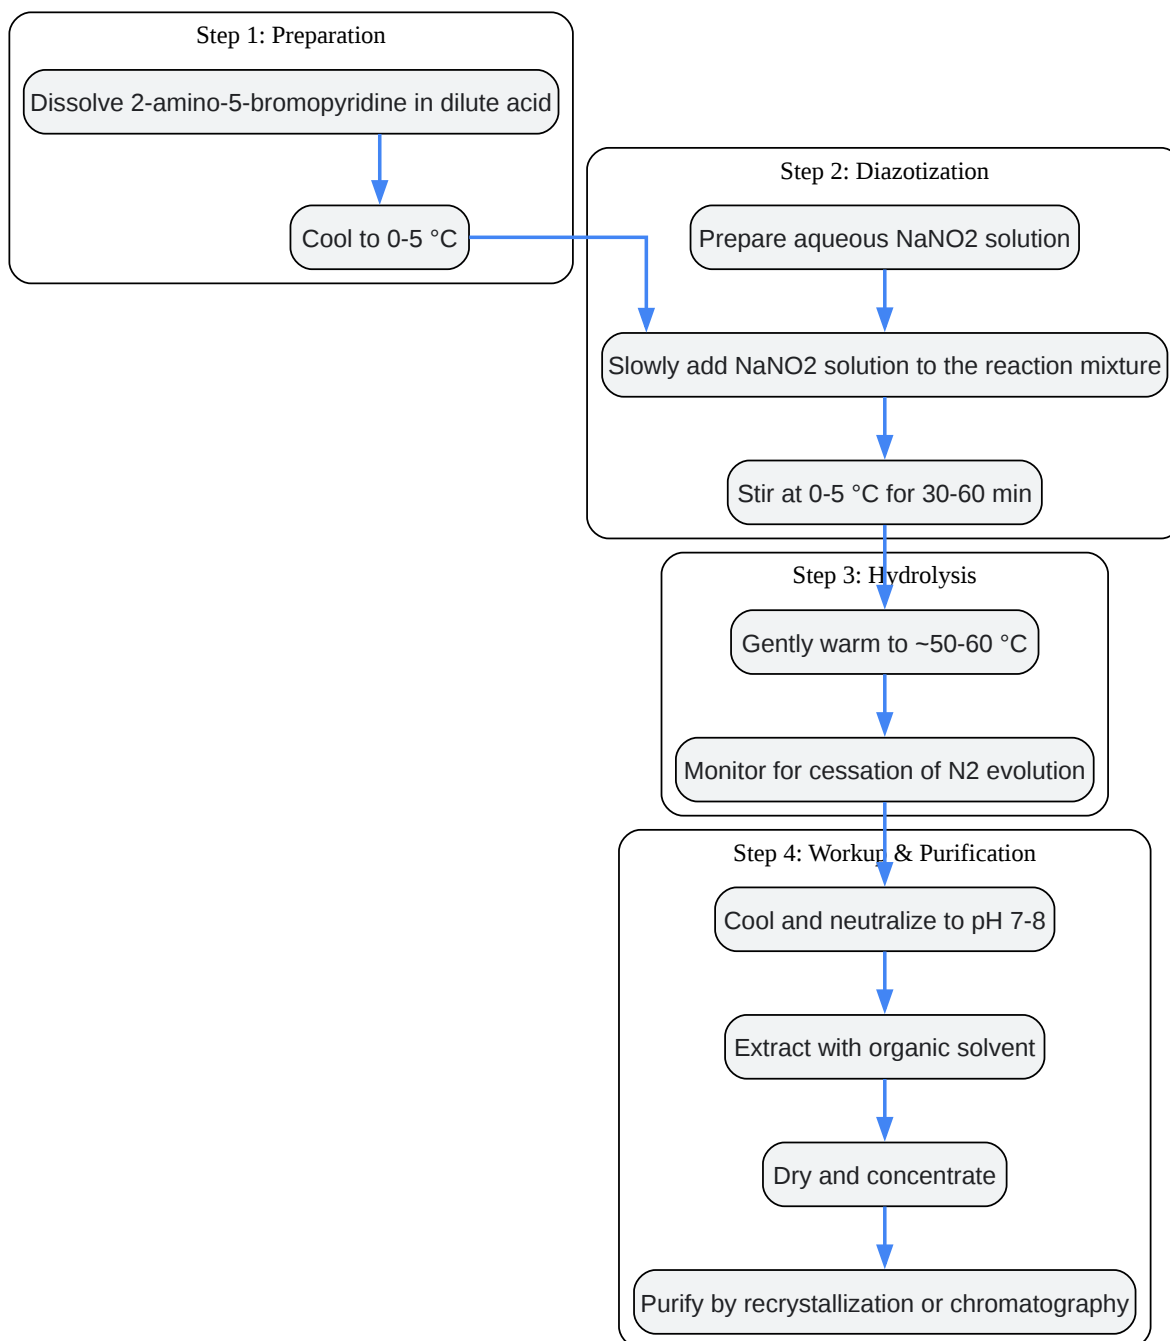 Step 1: Preparation
Dissolve 2-amino-5-bromopyridine in dilute acid
Cool to 0-5 °C
Step 2: Diazotization
Prepare aqueous NaNO2 solution
Slowly add NaNO2 solution to the reaction mixture
Stir at 0-5 °C for 30-60 min
Step 3: Hydrolysis
Gently warm to ~50-60 °C
Monitor for cessation of N2 evolution
Step 4: Workup & Purification
Cool and neutralize to pH 7-8
Extract with organic solvent
Dry and concentrate
Purify by recrystallization or chromatography